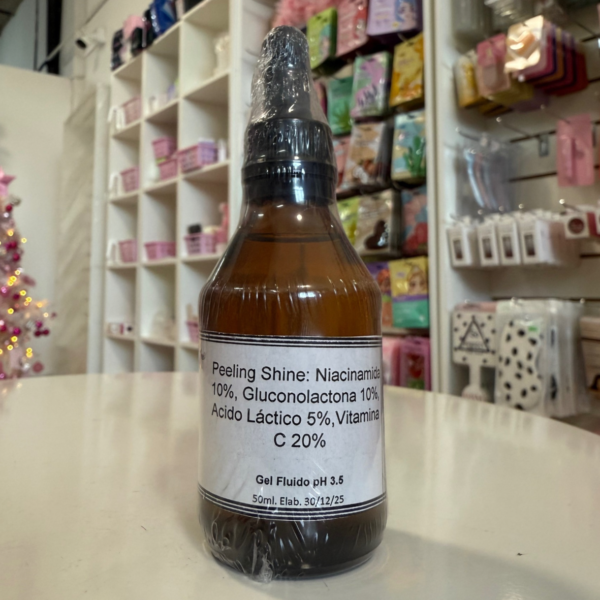 Peeling Shine: Niacinamida
10%, Gluconolactona 10%,
Acido Láctico 5%,Vitamina
C 20%
Gel Fluido pH 3.5
50ml. Elab. 30/12/25